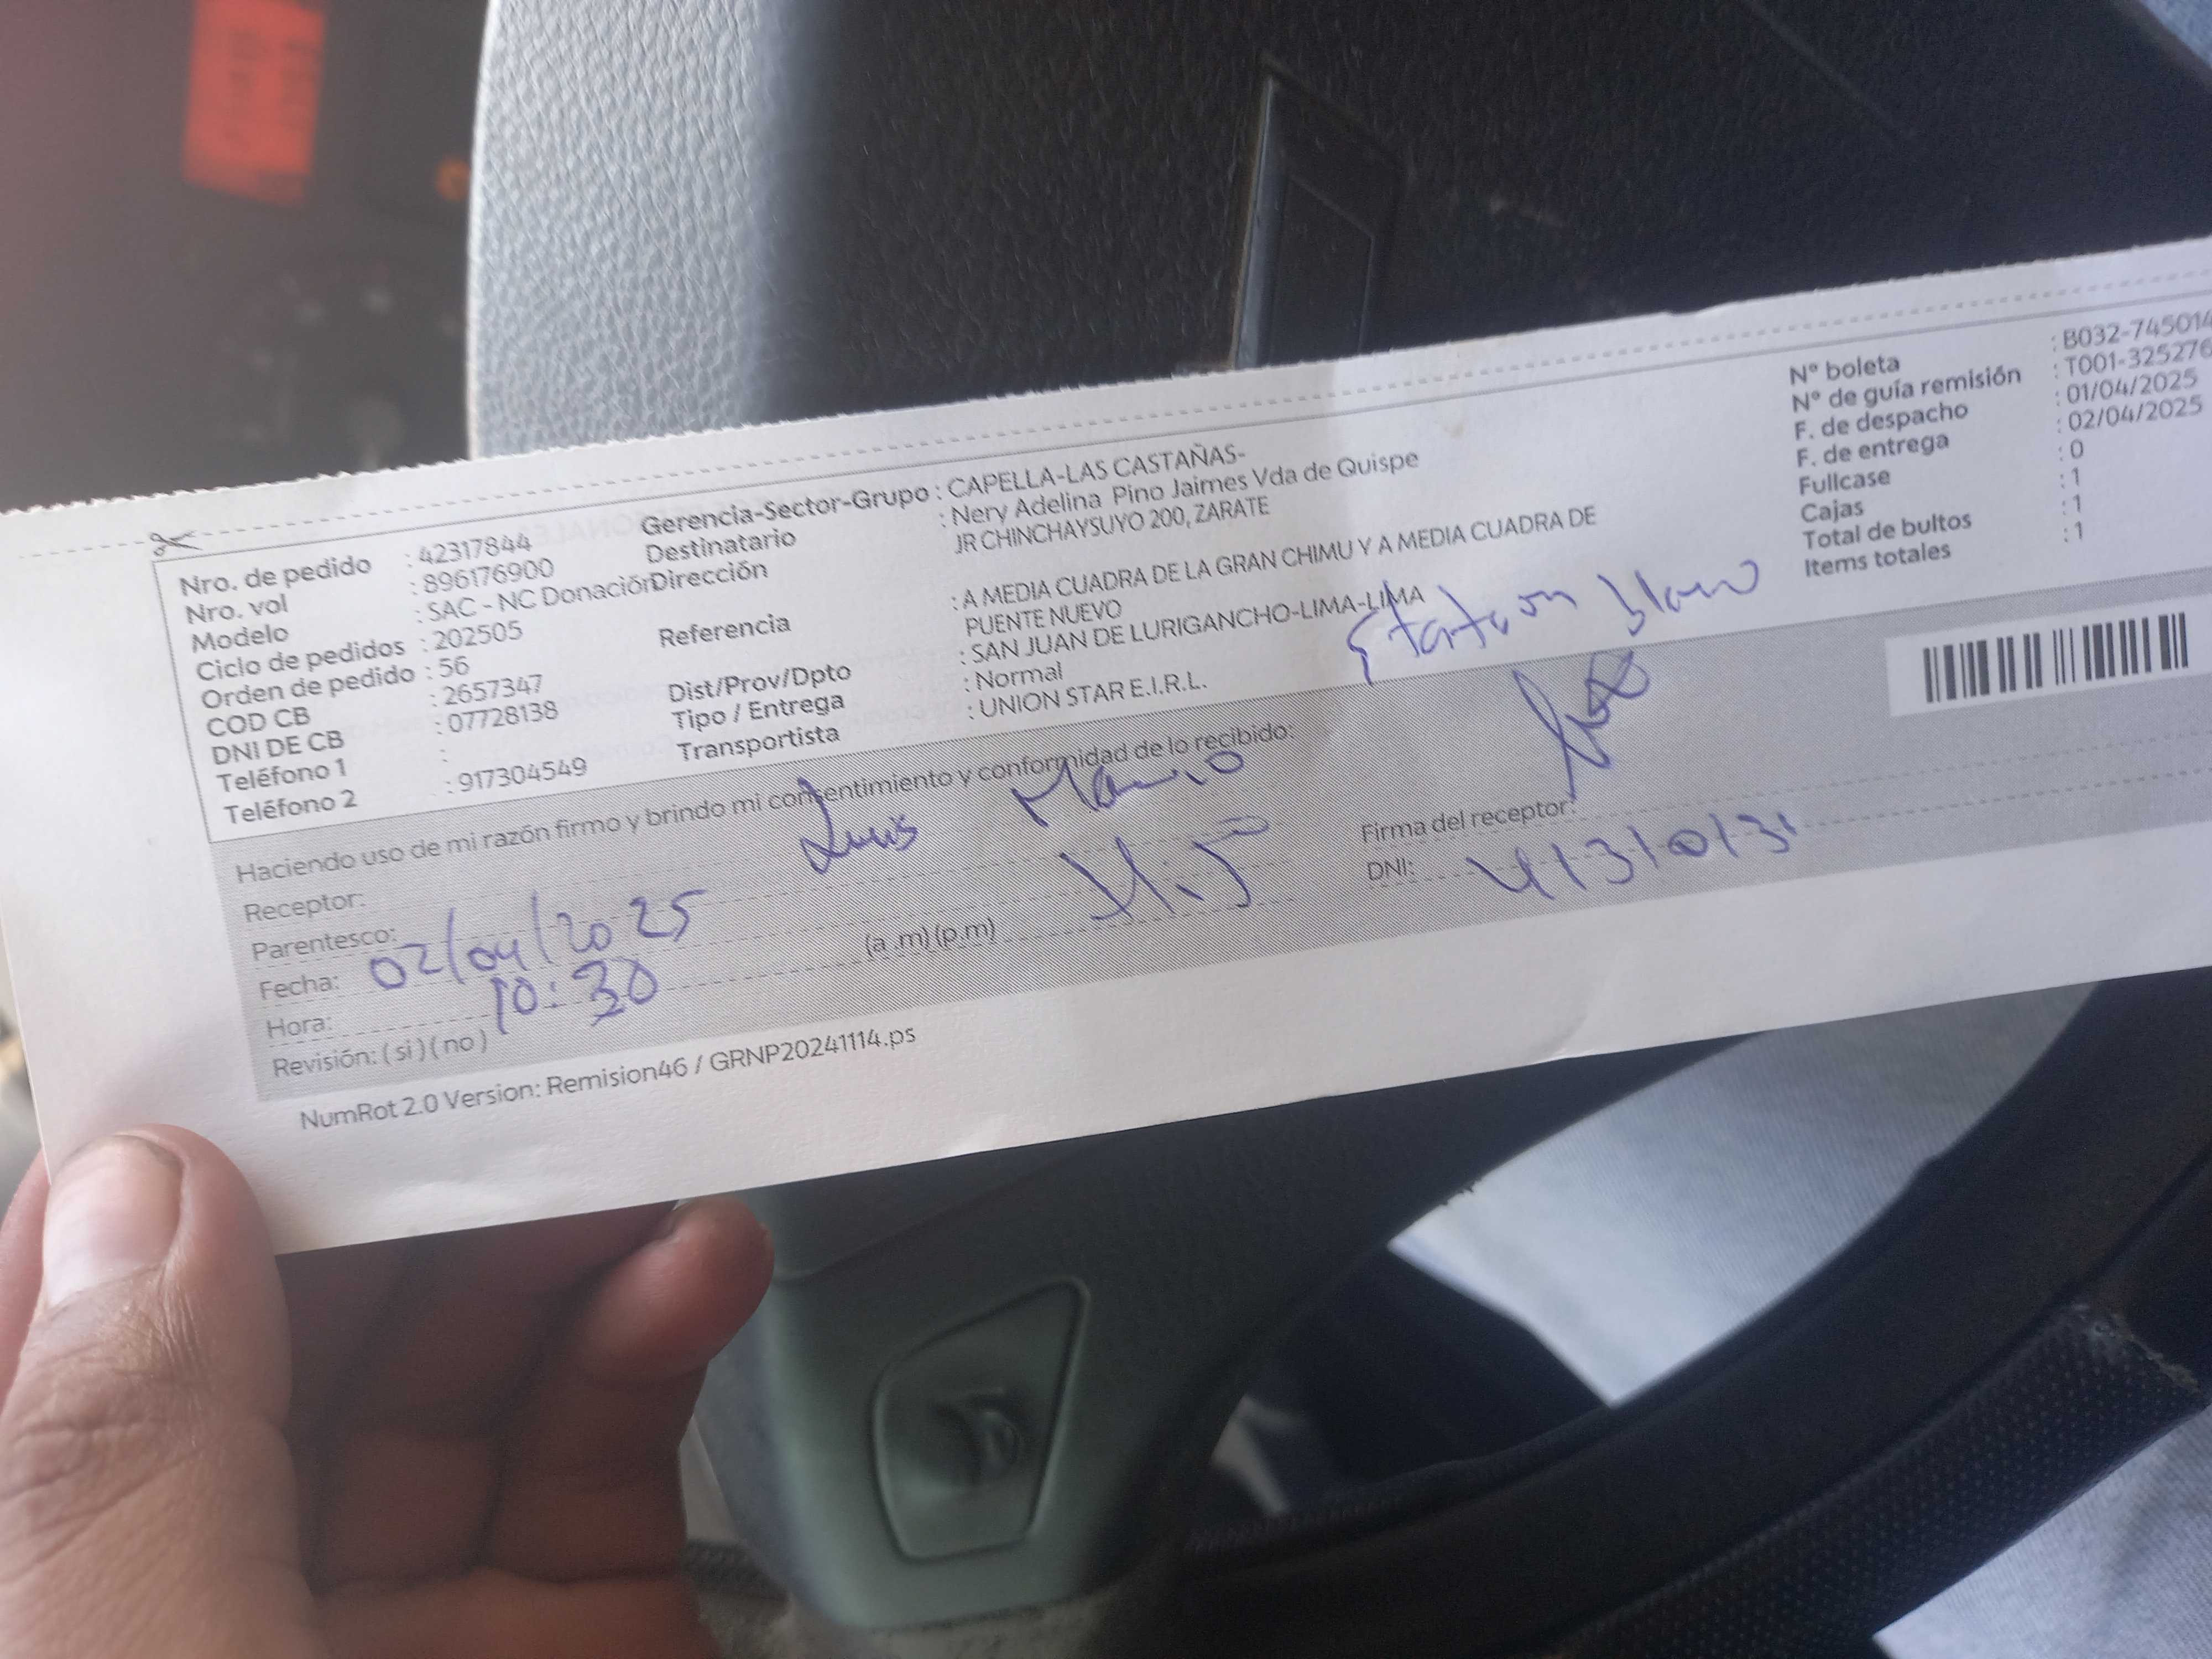 Nro. de pedido : 42317844
Nro. vol : 896176900
Modelo : SAC - NC Donación
Ciclo de pedidos : 202505
Orden de pedido : 56
COD CB : 2657347
DNI DE CB : 07728138
Teléfono 1 :
Teléfono 2 : 917304549
Gerencia-Sector-Grupo : CAPELLA-LAS CASTAÑAS-
Destinatario : Nery Adelina Pino Jaimes Vda de Quispe
Dirección JR CHINCHAYSUYO 200, ZARATE
Referencia : A MEDIA CUADRA DE LA GRAN CHIMU Y A MEDIA CUADRA DE
PUENTE NUEVO
Dist/Prov/Dpto : SAN JUAN DE LURIGANCHO-LIMA-LIMA
Tipo / Entrega : Normal
Transportista : UNION STAR E.I.R.L.
Nº boleta : B032-745014
Nº de guía remisión : T001-325276
F. de despacho : 01/04/2025
F. de entrega : 02/04/2025
Fullcase : 0
Cajas : 1
Total de bultos : 1
Items totales : 1
Haciendo uso de mi razón firmo y brindo mi consentimiento y conformidad de lo recibido:
Receptor: Luis
Parentesco: Hijo
Fecha: 02/04/2025
Hora: 10:30 (a .m) (p.m)
Revisión: ( si ) ( no )
Firma del receptor:
DNI:
NumRot 2.0 Version: Remision46 / GRNP20241114.ps